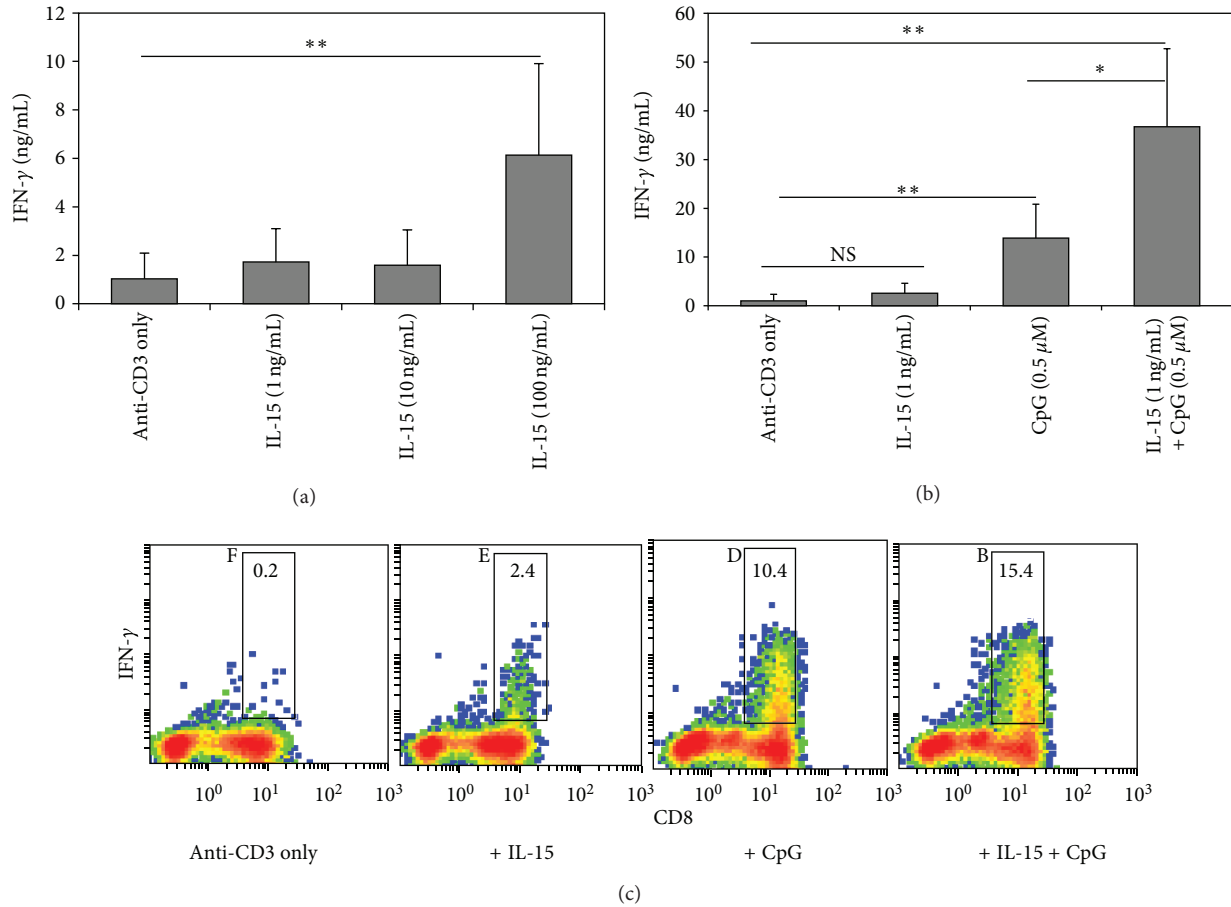 12
10
8
6
4
2
0
IFN-γ (ng/mL)
**
Anti-CD3 only
IL-15 (1 ng/mL)
IL-15 (10 ng/mL)
IL-15 (100 ng/mL)
(a)
60
50
40
30
20
10
0
IFN-γ (ng/mL)
**
*
**
NS
Anti-CD3 only
IL-15 (1 ng/mL)
CpG (0.5 μM)
IL-15 (1 ng/mL)
+ CpG (0.5 μM)
(b)
IFN-γ
F
0.2
E
2.4
D
10.4
B
15.4
10⁰ 10¹ 10² 10³
10⁰ 10¹ 10² 10³
10⁰ 10¹ 10² 10³
10⁰ 10¹ 10² 10³
CD8
Anti-CD3 only
+ IL-15
+ CpG
+ IL-15 + CpG
(c)